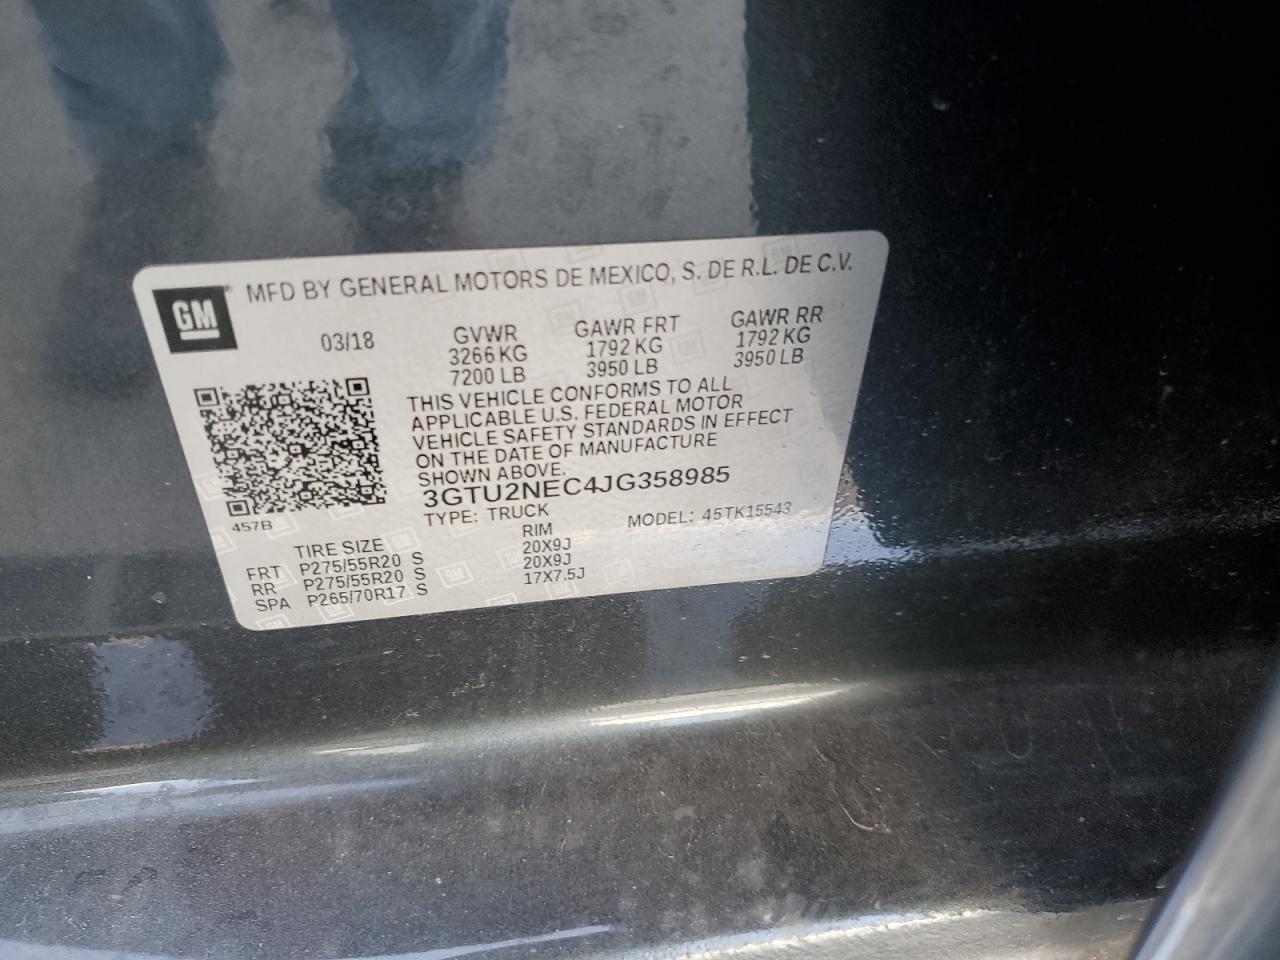 GM® MFD BY GENERAL MOTORS DE MEXICO, S. DE R.L. DE C.V.
03/18 GVWR GAWR FRT GAWR RR
3266 KG 1792 KG 1792 KG
7200 LB 3950 LB 3950 LB
THIS VEHICLE CONFORMS TO ALL
APPLICABLE U.S. FEDERAL MOTOR
VEHICLE SAFETY STANDARDS IN EFFECT
ON THE DATE OF MANUFACTURE
SHOWN ABOVE.
3GTU2NEC4JG358985
457B TYPE: TRUCK MODEL: 45TK15543
TIRE SIZE RIM
FRT P275/55R20 S 20X9J
RR P275/55R20 S 20X9J
SPA P265/70R17 S 17X7.5J